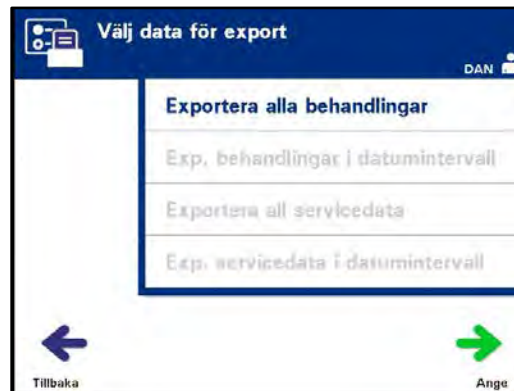 Välj data för export
DAN
Exportera alla behandlingar
Exp. behandlingar i datumintervall
Exportera all servicedata
Exp. servicedata i datumintervall
Tillbaka
Ange